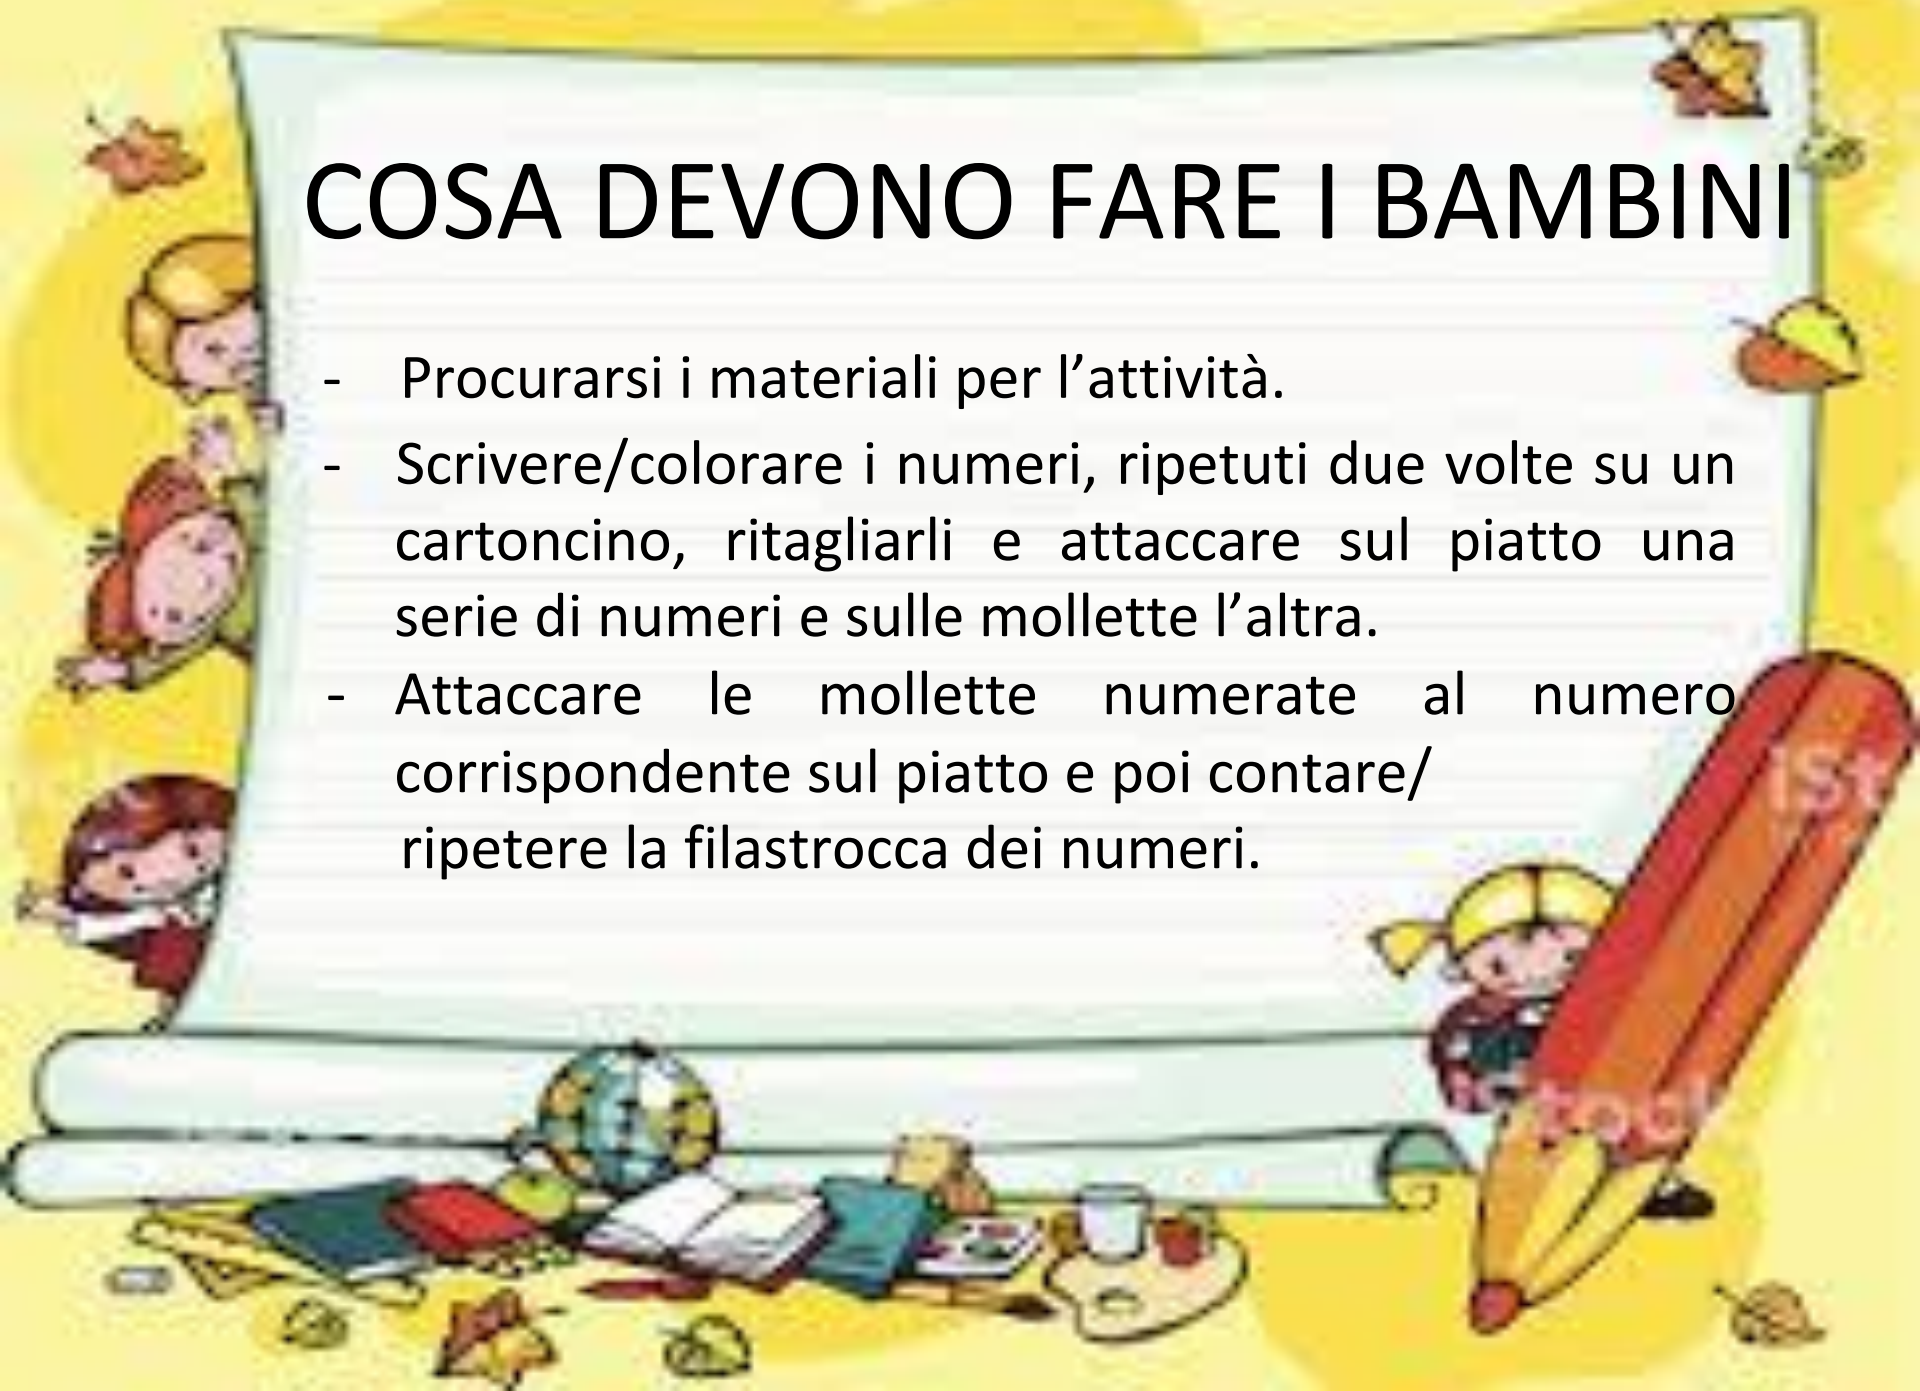 COSA DEVONO FARE I BAMBINI
- Procurarsi i materiali per l’attività.
- Scrivere/colorare i numeri, ripetuti due volte su un
cartoncino, ritagliarli e attaccare sul piatto una
serie di numeri e sulle mollette l’altra.
- Attaccare le mollette numerate al numero
corrispondente sul piatto e poi contare/
ripetere la filastrocca dei numeri.